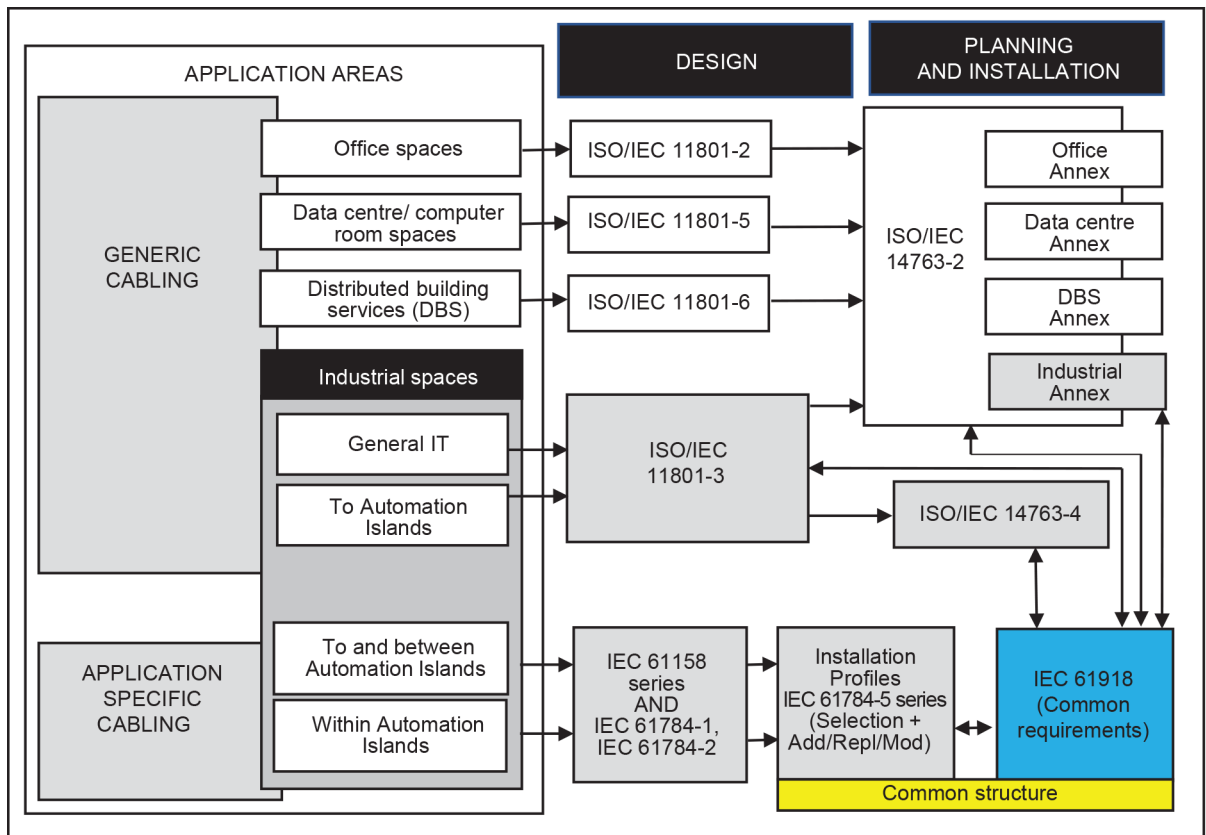 APPLICATION AREAS
DESIGN
PLANNING
AND INSTALLATION
GENERIC
CABLING
Office spaces
ISO/IEC 11801-2
Data centre/ computer
room spaces
ISO/IEC 11801-5
Distributed building
services (DBS)
ISO/IEC 11801-6
ISO/IEC
14763-2
Office
Annex
Data centre
Annex
DBS
Annex
Industrial
Annex
Industrial spaces
General IT
To Automation
Islands
ISO/IEC
11801-3
ISO/IEC 14763-4
APPLICATION
SPECIFIC
CABLING
To and between
Automation Islands
Within Automation
Islands
IEC 61158
series
AND
IEC 61784-1,
IEC 61784-2
Installation
Profiles
IEC 61784-5 series
(Selection +
Add/Repl/Mod)
IEC 61918
(Common
requirements)
Common structure